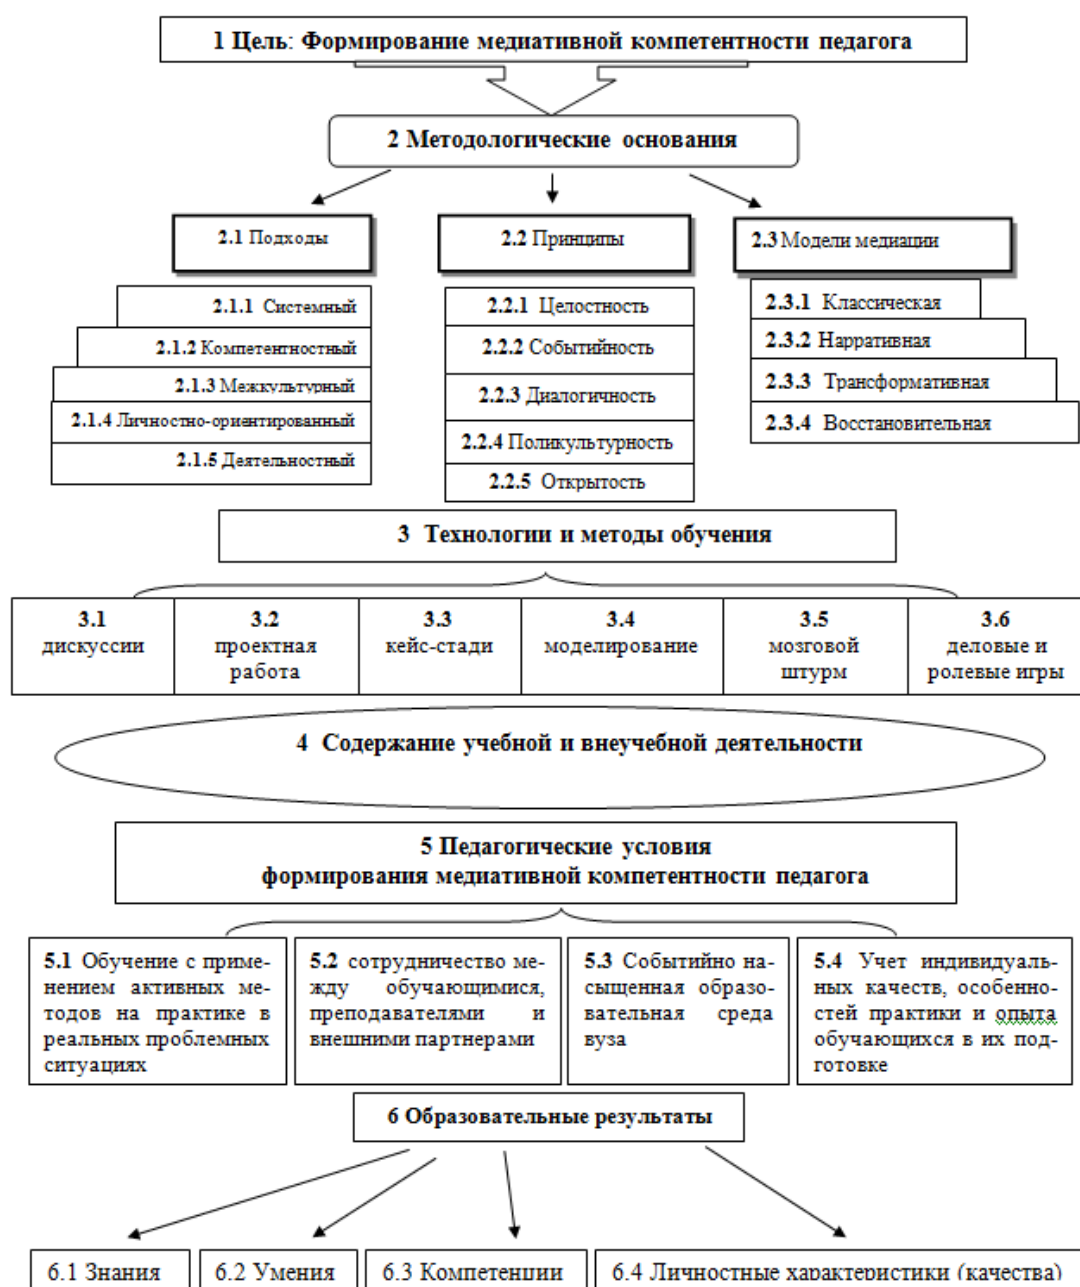 1 Цель: Формирование медиативной компетентности педагога
2 Методологические основания
2.1 Подходы
2.1.1 Системный
2.1.2 Компетентностный
2.1.3 Межкультурный
2.1.4 Личностно-ориентированный
2.1.5 Деятельностный
2.2 Принципы
2.2.1 Целостность
2.2.2 Событийность
2.2.3 Диалогичность
2.2.4 Поликультурность
2.2.5 Открытость
2.3 Модели медиации
2.3.1 Классическая
2.3.2 Нарративная
2.3.3 Трансформативная
2.3.4 Восстановительная
3 Технологии и методы обучения
3.1
дискуссии
3.2
проектная
работа
3.3
кейс-стади
3.4
моделирование
3.5
мозговой
штурм
3.6
деловые и
ролевые игры
4 Содержание учебной и внеучебной деятельности
5 Педагогические условия
формирования медиативной компетентности педагога
5.1 Обучение с приме-
нением активных ме-
тодов на практике в
реальных проблемных
ситуациях
5.2 сотрудничество ме-
жду обучающимися,
преподавателями и
внешними партнерами
5.3 Событийно на-
сыщенная образо-
вательная среда
вуза
5.4 Учет индивидуаль-
ных качеств, особенно-
стей практики и опыта
обучающихся в их под-
готовке
6 Образовательные результаты
6.1 Знания
6.2 Умения
6.3 Компетенции
6.4 Личностные характеристики (качества)